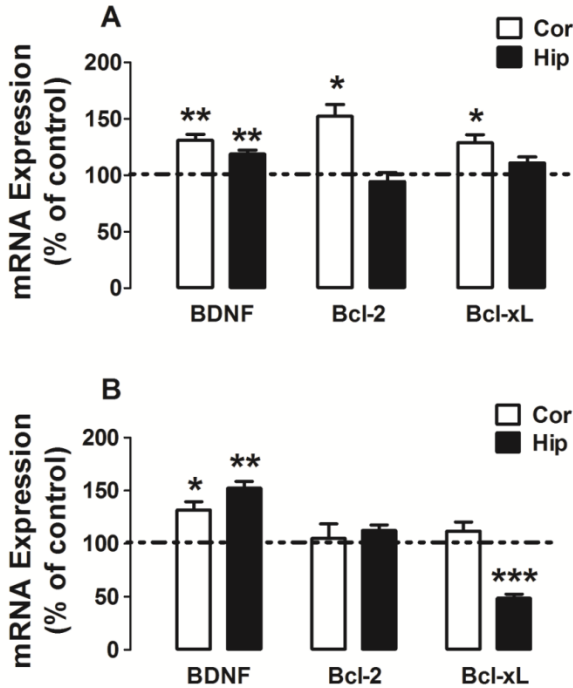 A
Cor
Hip
mRNA Expression
(% of control)
200
150
100
50
0
**
**
*
*
BDNF
Bcl-2
Bcl-xL
B
Cor
Hip
mRNA Expression
(% of control)
200
150
100
50
0
*
**
***
BDNF
Bcl-2
Bcl-xL